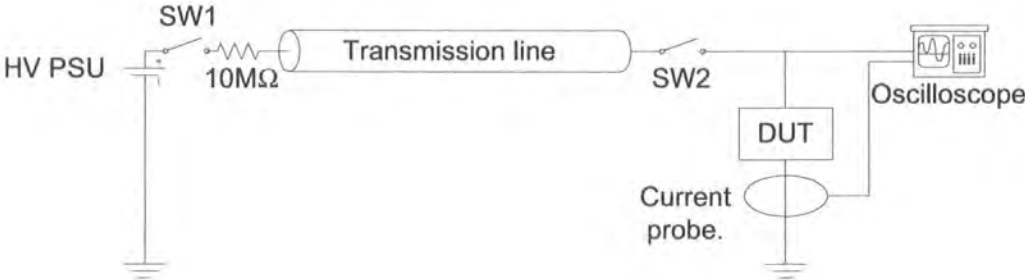 SW1
HV PSU
10MΩ
Transmission line
SW2
Oscilloscope
DUT
Current
probe.